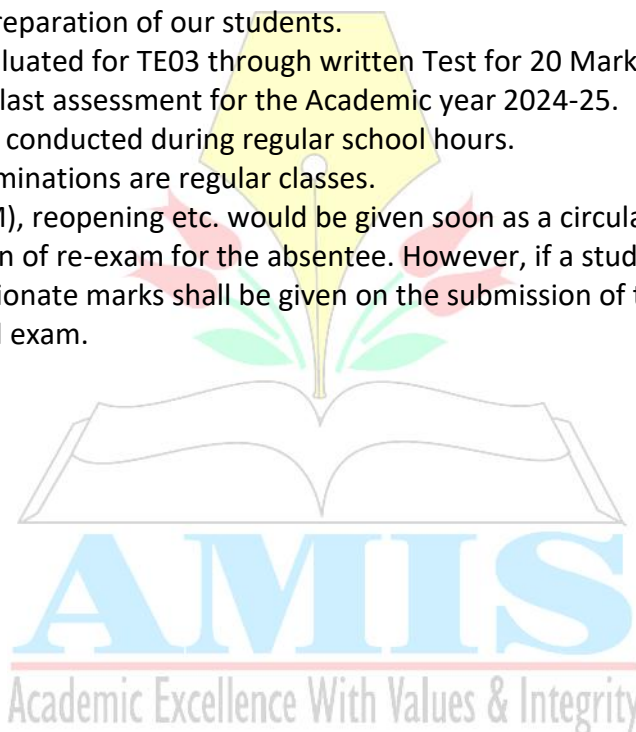 reparation of our students.
luated for TE03 through written Test for 20 Mark
last assessment for the Academic year 2024-25.
conducted during regular school hours.
minations are regular classes.
M), reopening etc. would be given soon as a circula
n of re-exam for the absentee. However, if a stud
ionate marks shall be given on the submission of t
exam.
AMIS
Academic Excellence With Values & Integrity